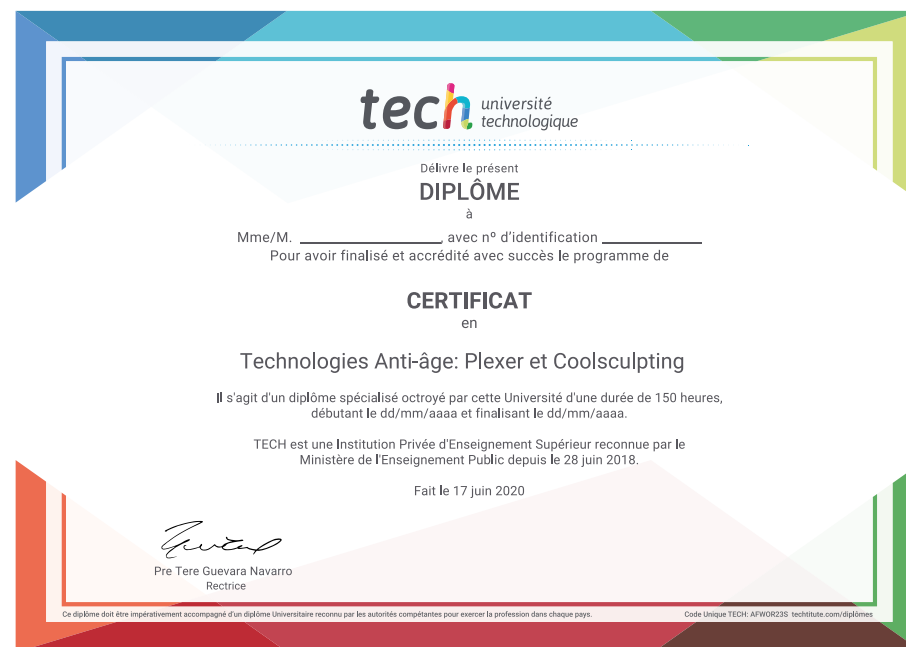 tech université
technologique
Délivre le présent
DIPLÔME
à
Mme/M. ____________, avec nº d'identification ____________
Pour avoir finalisé et accrédité avec succès le programme de
CERTIFICAT
en
Technologies Anti-âge: Plexer et Coolsculpting
Il s'agit d'un diplôme spécialisé octroyé par cette Université d'une durée de 150 heures,
débutant le dd/mm/aaaa et finalisant le dd/mm/aaaa.
TECH est une Institution Privée d'Enseignement Supérieur reconnue par le
Ministère de l'Enseignement Public depuis le 28 juin 2018.
Fait le 17 juin 2020
Pre Tere Guevara Navarro
Rectrice
Ce diplôme doit être impérativement accompagné d'un diplôme Universitaire reconnu par les autorités compétentes pour exercer la profession dans chaque pays. Code Unique TECH: AFWOR23S techtitute.com/diplômes